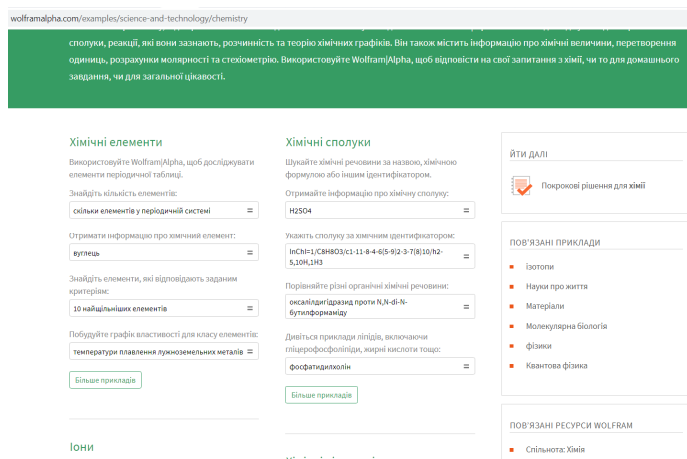 wolframalpha.com/examples/science-and-technology/chemistry
сполуки, реакції, які вони зазнають, розчинність та теорію хімічних графіків. Він також містить інформацію про хімічні величини, перетворення
одиниць, розрахунки молярності та стехіометрію. Використовуйте Wolfram|Alpha, щоб відповісти на свої запитання з хімії, чи то для домашнього
завдання, чи для загальної цікавості.
Хімічні елементи
Використовуйте Wolfram|Alpha, щоб досліджувати
елементи періодичної таблиці.
Знайдіть кількість елементів:
скільки елементів у періодичній системі =
Отримати інформацію про хімічний елемент:
вуглець =
Знайдіть елементи, які відповідають заданим
критеріям:
10 найщільніших елементів =
Побудуйте графік властивості для класу елементів:
температури плавлення лужноземельних металів =
Більше прикладів
Іони
Хімічні сполуки
Шукайте хімічні речовини за назвою, хімічною
формулою або іншим ідентифікатором.
Отримайте інформацію про хімічну сполуку:
H2SO4 =
Укажіть сполуку за хімічним ідентифікатором:
InChI=1/C8H8O3/c1-11-8-4-6(5-9)2-3-7(8)10/h2-
5,10H,1H3 =
Порівняйте різні органічні хімічні речовини:
оксалілдигідразид проти N,N-di-N-
бутилформаміду =
Дивіться приклади ліпідів, включаючи
гліцерофосфоліпіди, жирні кислоти тощо:
фосфатидилхолін =
Більше прикладів
ЙТИ ДАЛІ
Покрокові рішення для хімії
ПОВ'ЯЗАНІ ПРИКЛАДИ
ізотопи
Науки про життя
Матеріали
Молекулярна біологія
фізики
Квантова фізика
ПОВ'ЯЗАНІ РЕСУРСИ WOLFRAM
Спільнота: Хімія